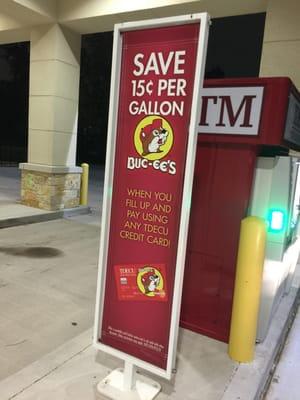 SAVE
15¢ PER
GALLON
BUC-EE'S
WHEN YOU
FILL UP AND
PAY USING
ANY TDECU
CREDIT CARD!
TDECU
TM